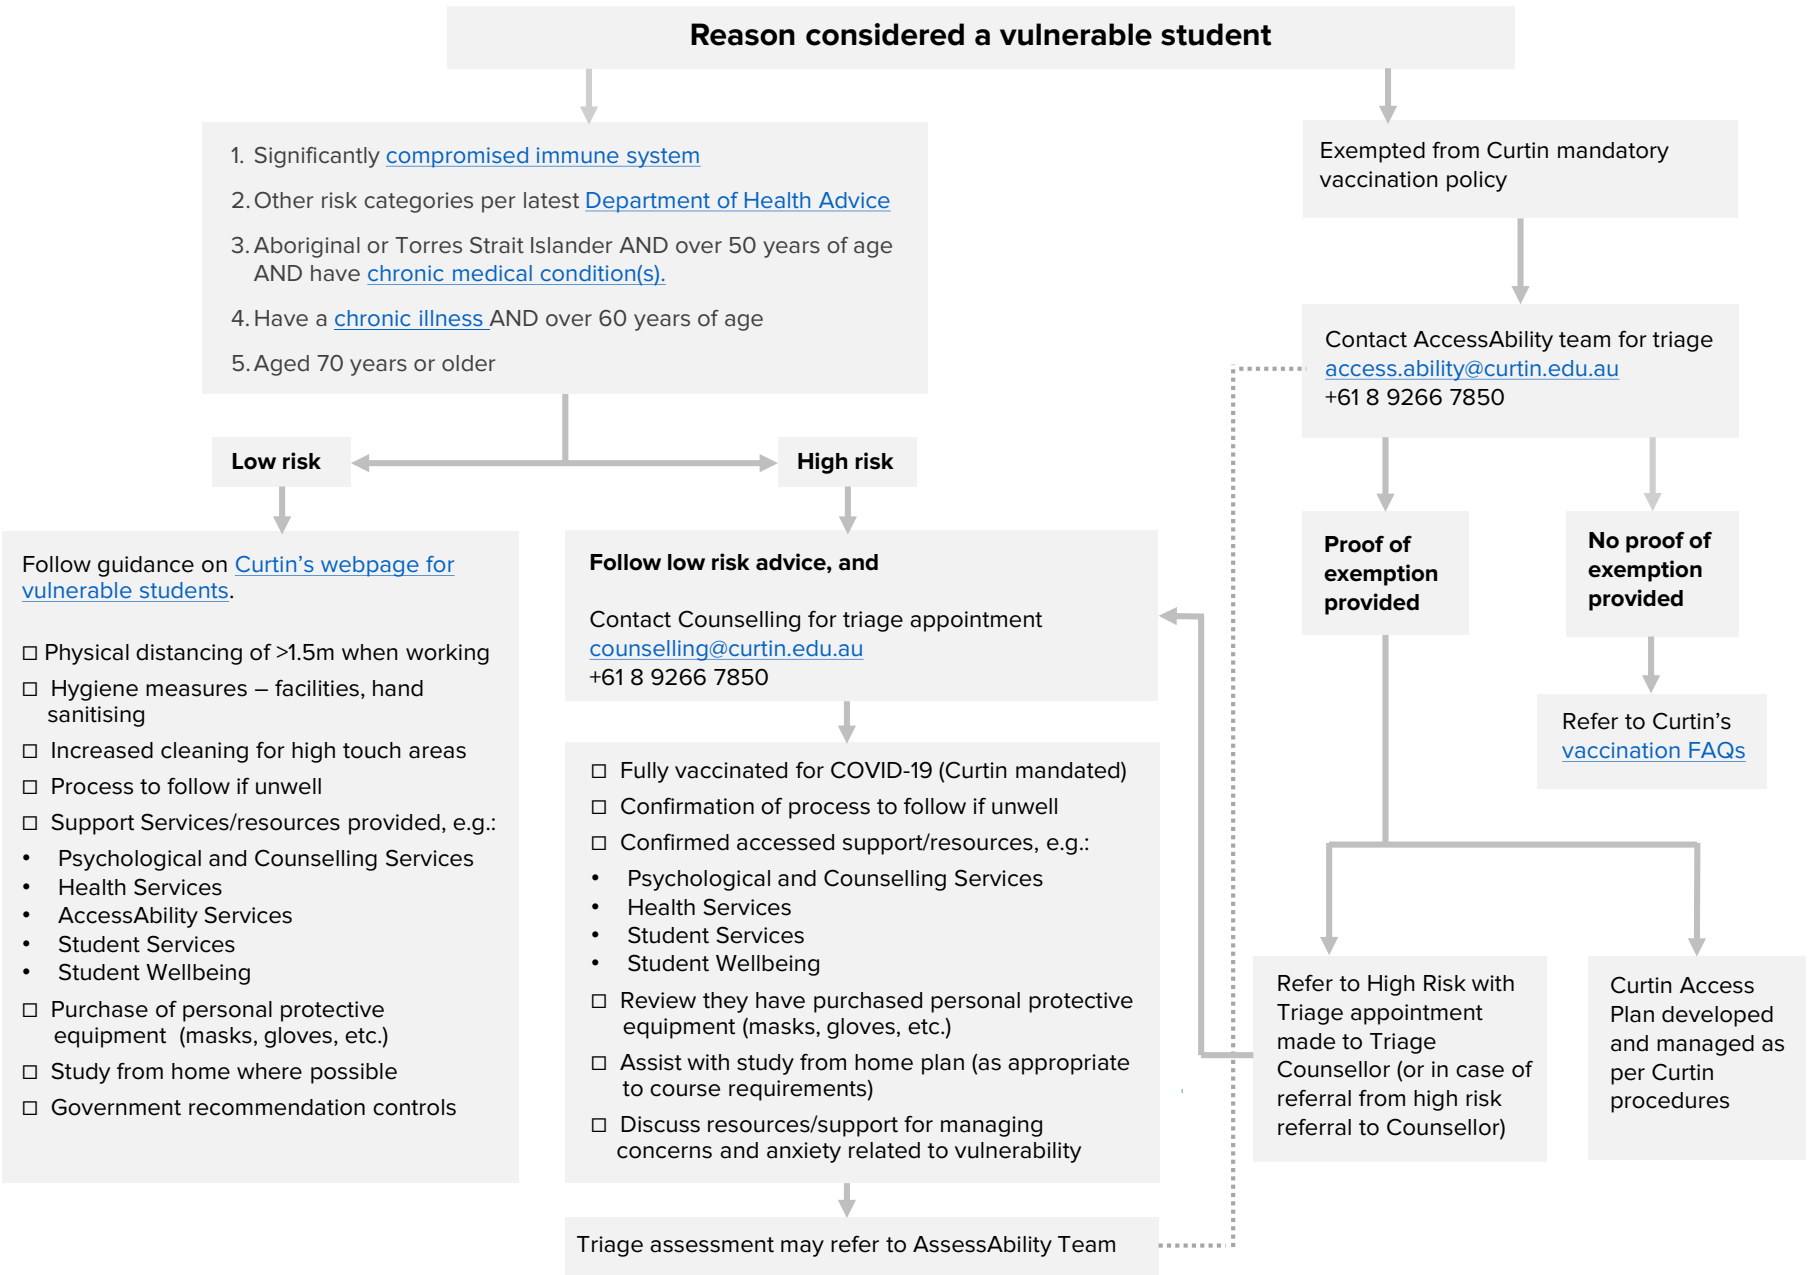 Reason considered a vulnerable student
1. Significantly compromised immune system
2. Other risk categories per latest Department of Health Advice
3. Aboriginal or Torres Strait Islander AND over 50 years of age
AND have chronic medical condition(s).
4. Have a chronic illness AND over 60 years of age
5. Aged 70 years or older
Low risk
High risk
Follow guidance on Curtin's webpage for
vulnerable students.
☐ Physical distancing of >1.5m when working
☐ Hygiene measures – facilities, hand
sanitising
☐ Increased cleaning for high touch areas
☐ Process to follow if unwell
☐ Support Services/resources provided, e.g.:
• Psychological and Counselling Services
• Health Services
• AccessAbility Services
• Student Services
• Student Wellbeing
☐ Purchase of personal protective
equipment (masks, gloves, etc.)
☐ Study from home where possible
☐ Government recommendation controls
Follow low risk advice, and
Contact Counselling for triage appointment
counselling@curtin.edu.au
+61 8 9266 7850
☐ Fully vaccinated for COVID-19 (Curtin mandated)
☐ Confirmation of process to follow if unwell
☐ Confirmed accessed support/resources, e.g.:
• Psychological and Counselling Services
• Health Services
• Student Services
• Student Wellbeing
☐ Review they have purchased personal protective
equipment (masks, gloves, etc.)
☐ Assist with study from home plan (as appropriate
to course requirements)
☐ Discuss resources/support for managing
concerns and anxiety related to vulnerability
Triage assessment may refer to AssessAbility Team
Exempted from Curtin mandatory
vaccination policy
Contact AccessAbility team for triage
access.ability@curtin.edu.au
+61 8 9266 7850
Proof of
exemption
provided
No proof of
exemption
provided
Refer to Curtin's
vaccination FAQs
Refer to High Risk with
Triage appointment
made to Triage
Counsellor (or in case of
referral from high risk
referral to Counsellor)
Curtin Access
Plan developed
and managed as
per Curtin
procedures